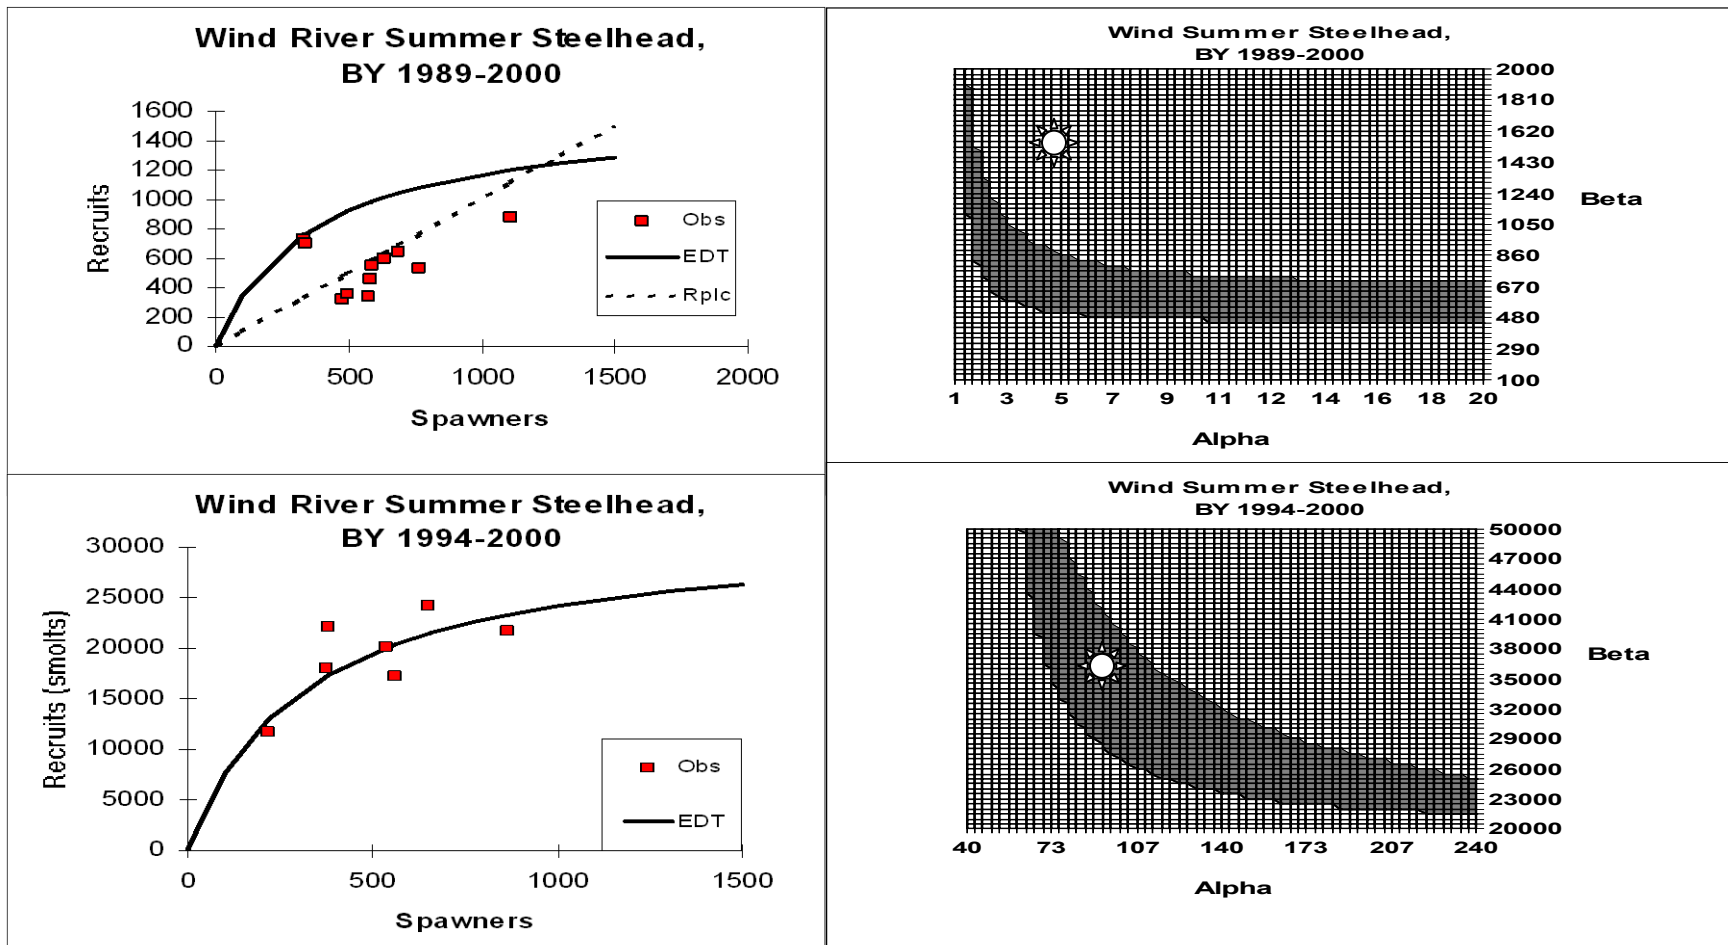 Wind River Summer Steelhead,
BY 1989-2000
1600
1400
1200
1000
800
600
400
200
0
Recruits
0 500 1000 1500 2000
Spawners
Obs
EDT
Rplc
Wind Summer Steelhead,
BY 1989-2000
2000
1810
1620
1430
1240
1050
860
670
480
290
100
Beta
1 3 5 7 9 11 12 14 16 18 20
Alpha
Wind River Summer Steelhead,
BY 1994-2000
30000
25000
20000
15000
10000
5000
0
Recruits (smolts)
0 500 1000 1500
Spawners
Obs
EDT
Wind Summer Steelhead,
BY 1994-2000
50000
47000
44000
41000
38000
35000
32000
29000
26000
23000
20000
Beta
40 73 107 140 173 207 240
Alpha